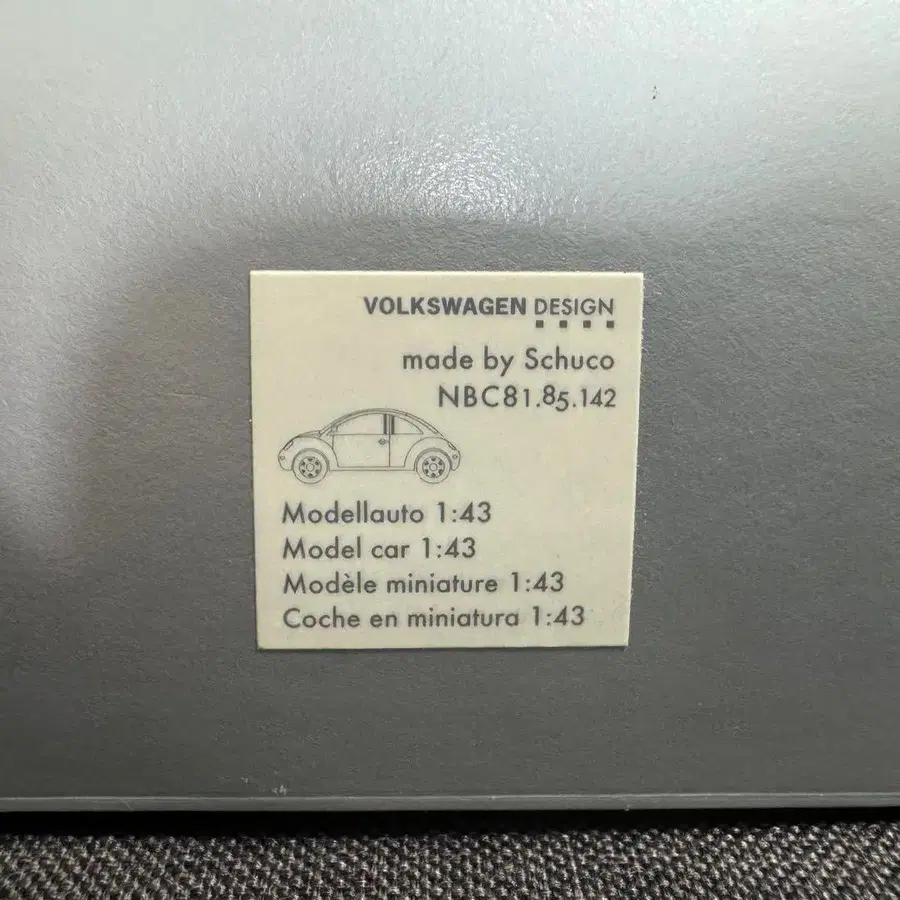 VOLKSWAGEN DESIGN
made by Schuco
NBC81.85.142
Modellauto 1:43
Model car 1:43
Modèle miniature 1:43
Coche en miniatura 1:43